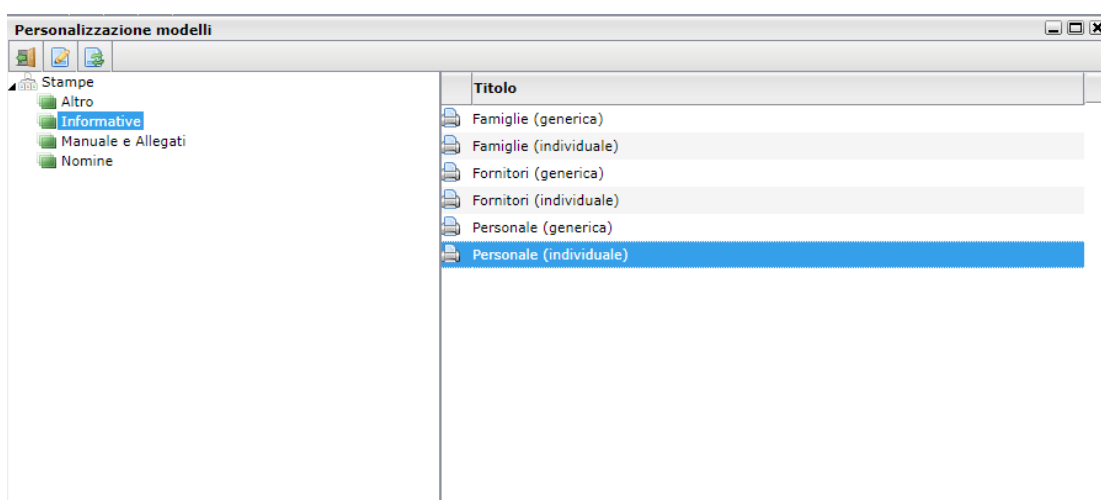 Personalizzazione modelli
Stampe
Altro
Informative
Manuale e Allegati
Nomine
Titolo
Famiglie (generica)
Famiglie (individuale)
Fornitori (generica)
Fornitori (individuale)
Personale (generica)
Personale (individuale)